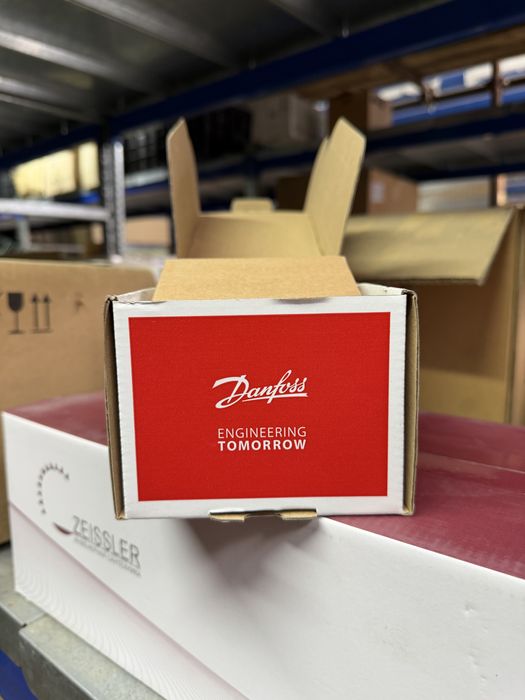 Danfoss
ENGINEERING
TOMORROW
ZEISSLER